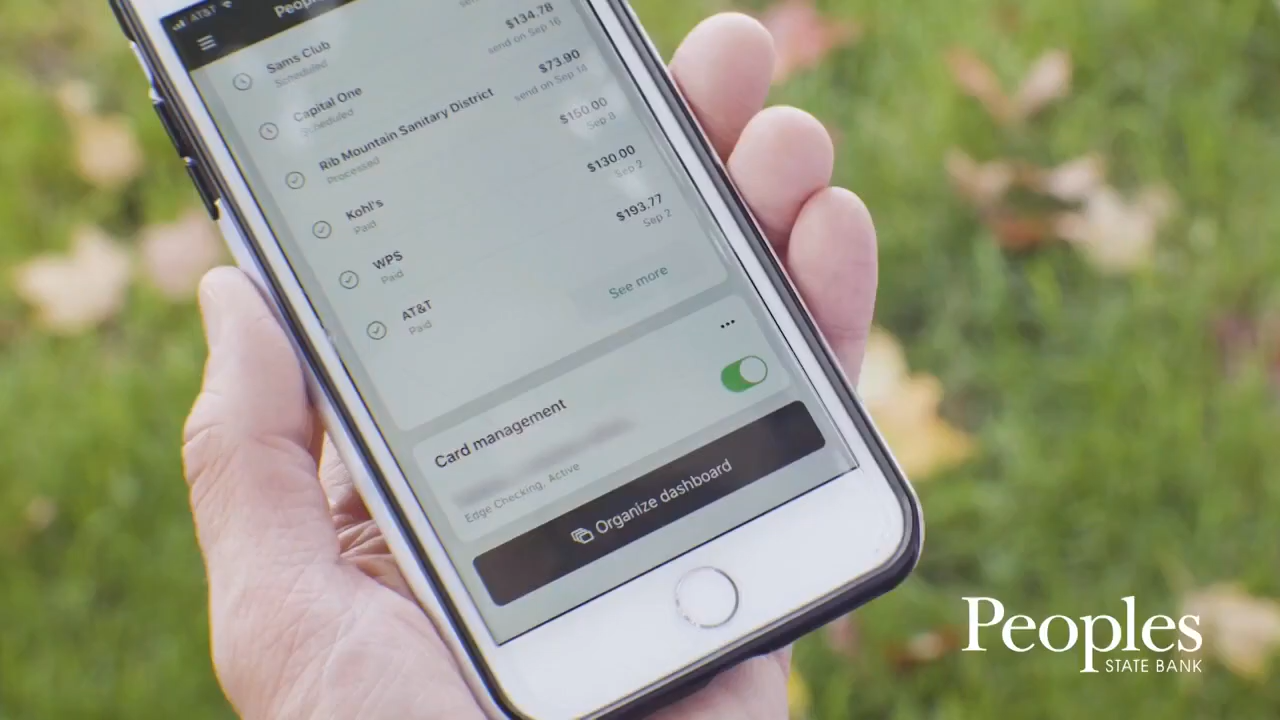 AT&T
Sams Club
Scheduled
Capital One $134.78
Scheduled send on Sep 16
Rib Mountain Sanitary District $73.90
Processed send on Sep 14
Kohl's $150.00
Paid Sep 8
WPS $130.00
Paid Sep 2
AT&T $193.77
Paid Sep 2
See more
Card management
Edge Checking, Active
Organize dashboard
Peoples
STATE BANK